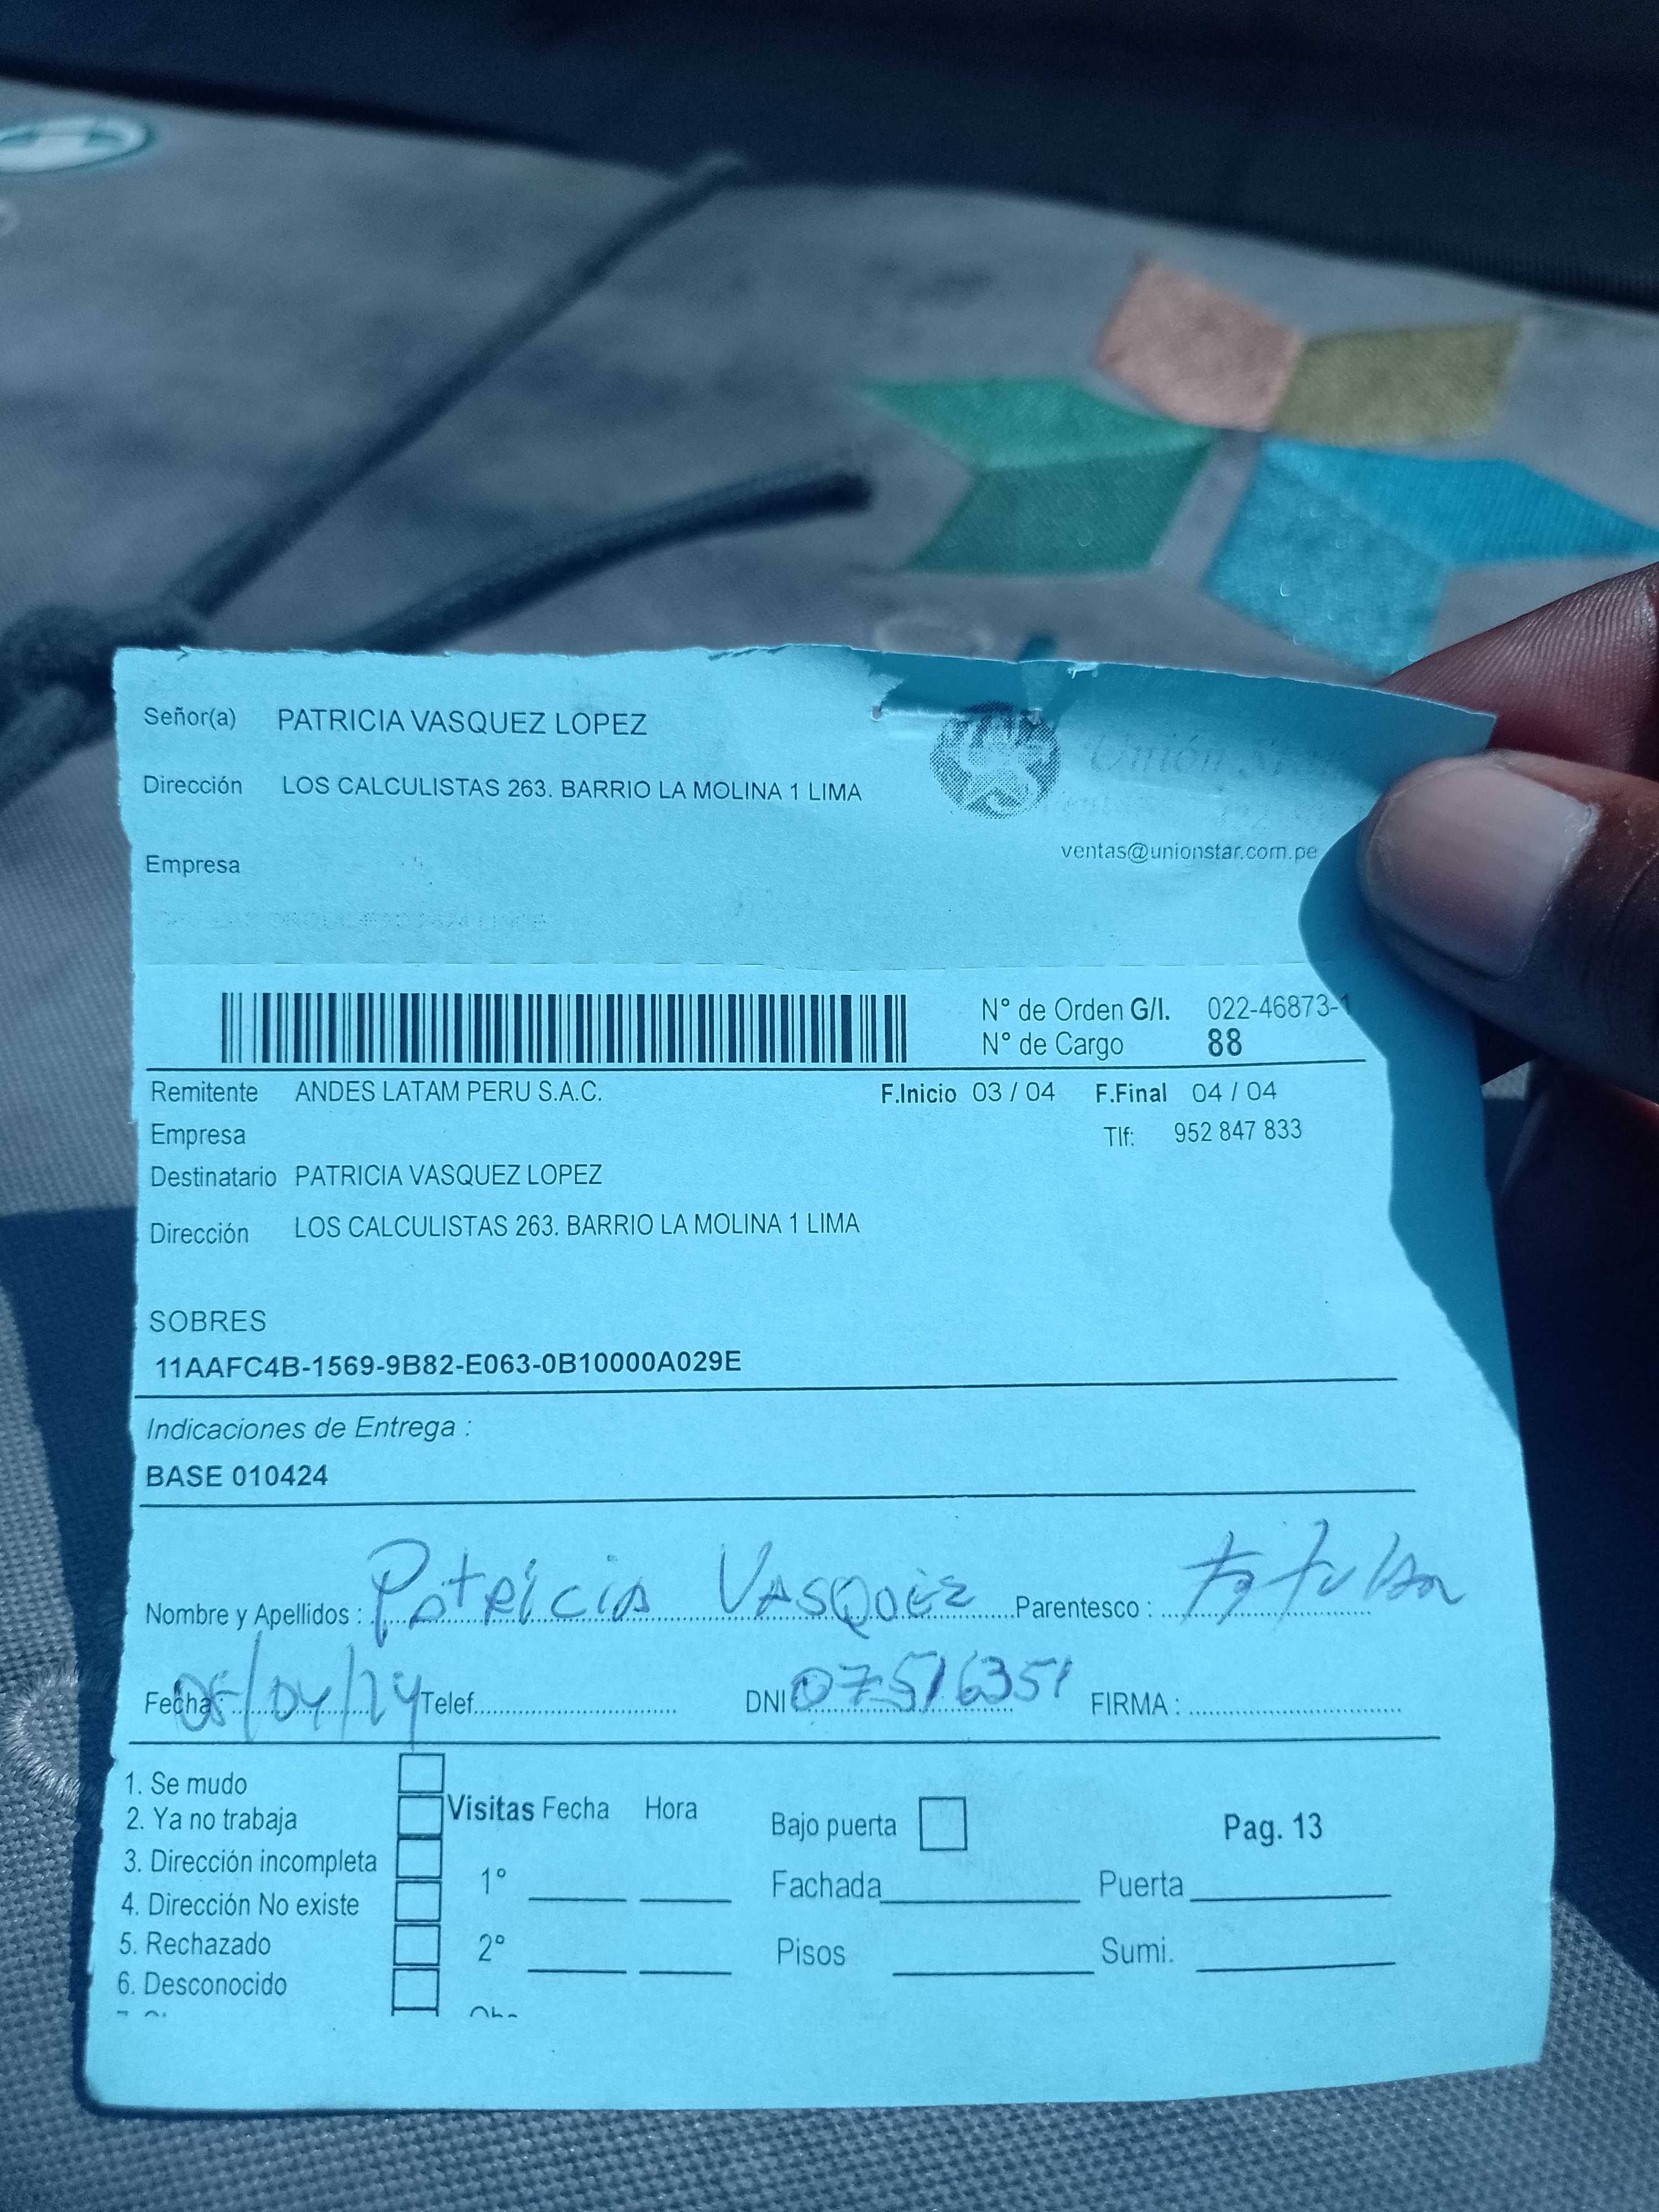 Señor(a) PATRICIA VASQUEZ LOPEZ
Dirección LOS CALCULISTAS 263. BARRIO LA MOLINA 1 LIMA
Unión
ventas@unionstar.com.pe
Empresa
N° de Orden G/I. 022-46873-1
N° de Cargo 88
Remitente ANDES LATAM PERU S.A.C. F.Inicio 03 / 04 F.Final 04 / 04
Empresa Tlf: 952 847 833
Destinatario PATRICIA VASQUEZ LOPEZ
Dirección LOS CALCULISTAS 263. BARRIO LA MOLINA 1 LIMA
SOBRES
11AAFC4B-1569-9B82-E063-0B10000A029E
Indicaciones de Entrega :
BASE 010424
Nombre y Apellidos : Patricia Vasquez Parentesco :
Fecha: 05/04/24 Telef. DNI 07516351 FIRMA :
1. Se mudo
2. Ya no trabaja
3. Dirección incompleta
4. Dirección No existe
5. Rechazado
6. Desconocido
Visitas Fecha Hora
1°
2°
Bajo puerta Pag. 13
Fachada Puerta
Pisos Sumi.